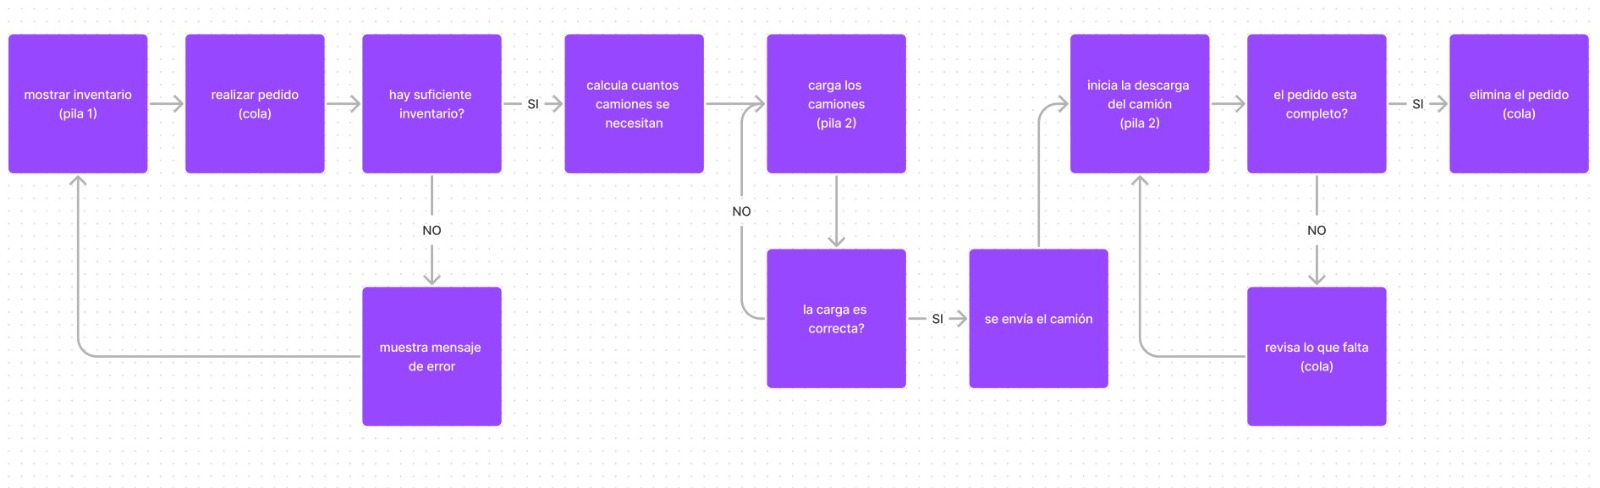 mostrar inventario
(pila 1)
realizar pedido
(cola)
hay suficiente
inventario?
SI
calcula cuantos
camiones se
necesitan
carga los
camiones
(pila 2)
inicia la descarga
del camión
(pila 2)
el pedido esta
completo?
SI
elimina el pedido
(cola)
NO
NO
NO
muestra mensaje
de error
la carga es
correcta?
SI
se envía el camión
revisa lo que falta
(cola)